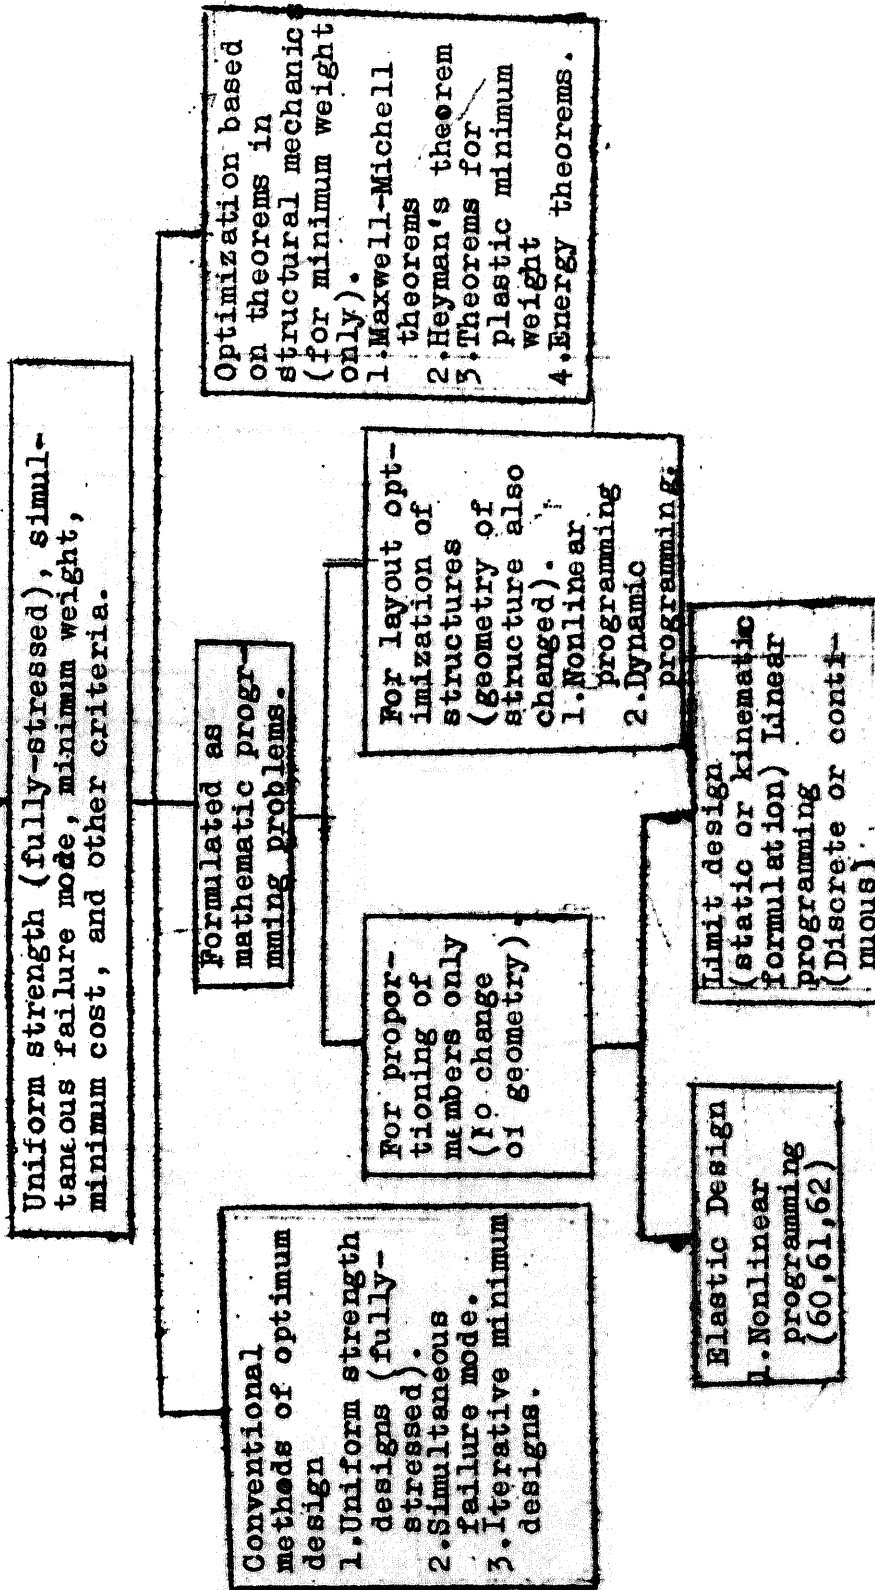 Uniform strength (fully-stressed), simul-
taneous failure mode, minimum weight,
minimum cost, and other criteria.
Conventional
methods of optimum
design
1.Uniform strength
designs (fully-
stressed).
2.Simultaneous
failure mode.
3.Iterative minimum
designs.
Formulated as
mathematic progr-
mming problems.
Optimization based
on theorems in
structural mechanics
(for minimum weight
only).
1.Maxwell-Michell
theorems
2.Heyman's theorem
3.Theorems for
plastic minimum
weight
4.Energy theorems.
For propor-
tioning of
members only
(No change
of geometry).
For layout opt-
imization of
structures
(geometry of
structure also
changed).
1.Nonlinear
programming
2.Dynamic
programming.
Elastic Design
1.Nonlinear
programming
(60,61,62)
Limit design
(static or kinematic
formulation) Linear
programming
(Discrete or conti-
nuous).